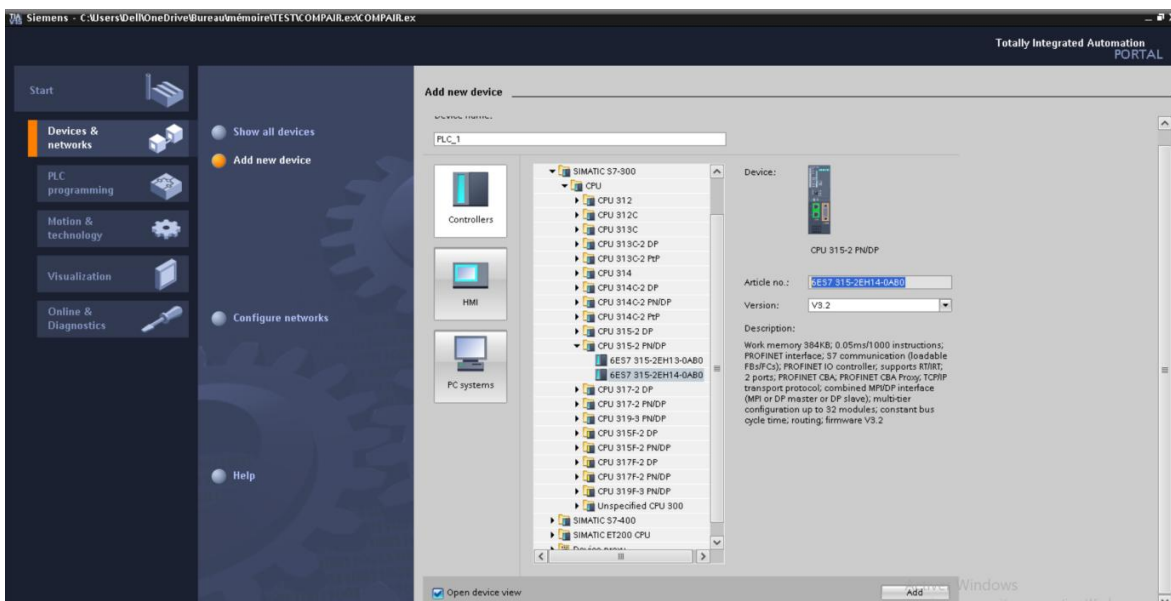 Siemens - C:\Users\Dell\OneDrive\Bureau\mémoire\TEST\COMPAIR.ex\COMPAIR.ex
Totally Integrated Automation
PORTAL
Start
Devices &
networks
PLC
programming
Motion &
technology
Visualization
Online &
Diagnostics
Show all devices
Add new device
Configure networks
Help
Add new device
Device name:
PLC_1
Controllers
HMI
PC systems
SIMATIC S7-300
CPU
CPU 312
CPU 312C
CPU 313C
CPU 313C-2 DP
CPU 313C-2 PtP
CPU 314
CPU 314C-2 DP
CPU 314C-2 PN/DP
CPU 314C-2 PtP
CPU 315-2 DP
CPU 315-2 PN/DP
6ES7 315-2EH13-0AB0
6ES7 315-2EH14-0AB0
CPU 317-2 DP
CPU 317-2 PN/DP
CPU 319-3 PN/DP
CPU 315F-2 DP
CPU 315F-2 PN/DP
CPU 317F-2 DP
CPU 317F-2 PN/DP
CPU 319F-3 PN/DP
Unspecified CPU 300
SIMATIC S7-400
SIMATIC ET200 CPU
Device proxy
Device:
CPU 315-2 PN/DP
Article no.: 6ES7 315-2EH14-0AB0
Version: V3.2
Description:
Work memory 384KB; 0.05ms/1000 instructions;
PROFINET interface; S7 communication (loadable
FBs/FCs); PROFINET IO controller; supports RT/IRT;
2 ports; PROFINET CBA; PROFINET CBA Proxy; TCP/IP
transport protocol; combined MPI/DP interface
(MPI or DP master or DP slave); multi-tier
configuration up to 32 modules; constant bus
cycle time; routing; firmware V3.2
Open device view
Add
Activer Windows